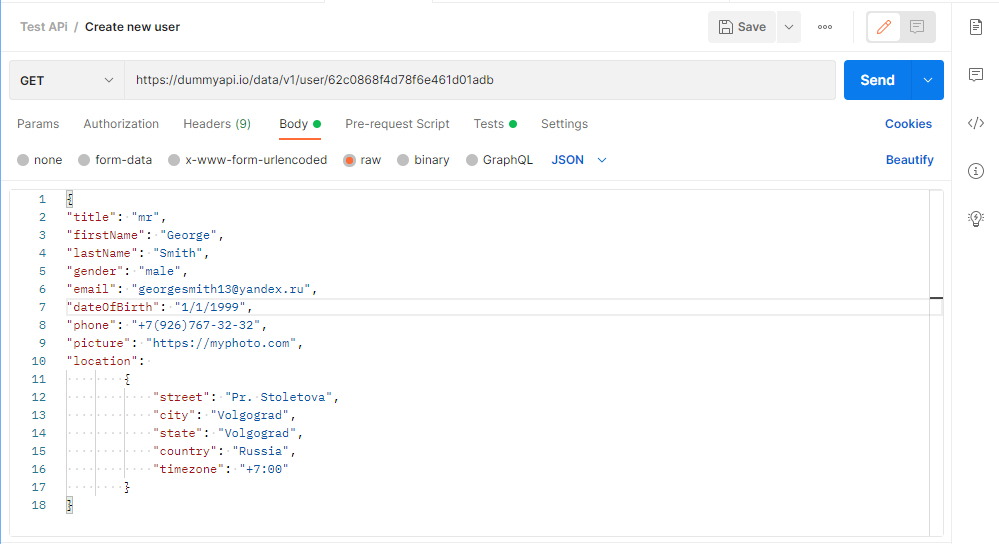 Test APi / Create new user
Save
GET
https://dummyapi.io/data/v1/user/62c0868f4d78f6e461d01adb
Send
Params Authorization Headers (9) Body Pre-request Script Tests Settings Cookies
none form-data x-www-form-urlencoded raw binary GraphQL JSON Beautify
1 {
2 "title": "mr",
3 "firstName": "George",
4 "lastName": "Smith",
5 "gender": "male",
6 "email": "georgesmith13@yandex.ru",
7 "dateOfBirth": "1/1/1999",
8 "phone": "+7(926)767-32-32",
9 "picture": "https://myphoto.com",
10 "location":
11 {
12 "street": "Pr. Stoletova",
13 "city": "Volgograd",
14 "state": "Volgograd",
15 "country": "Russia",
16 "timezone": "+7:00"
17 }
18 }